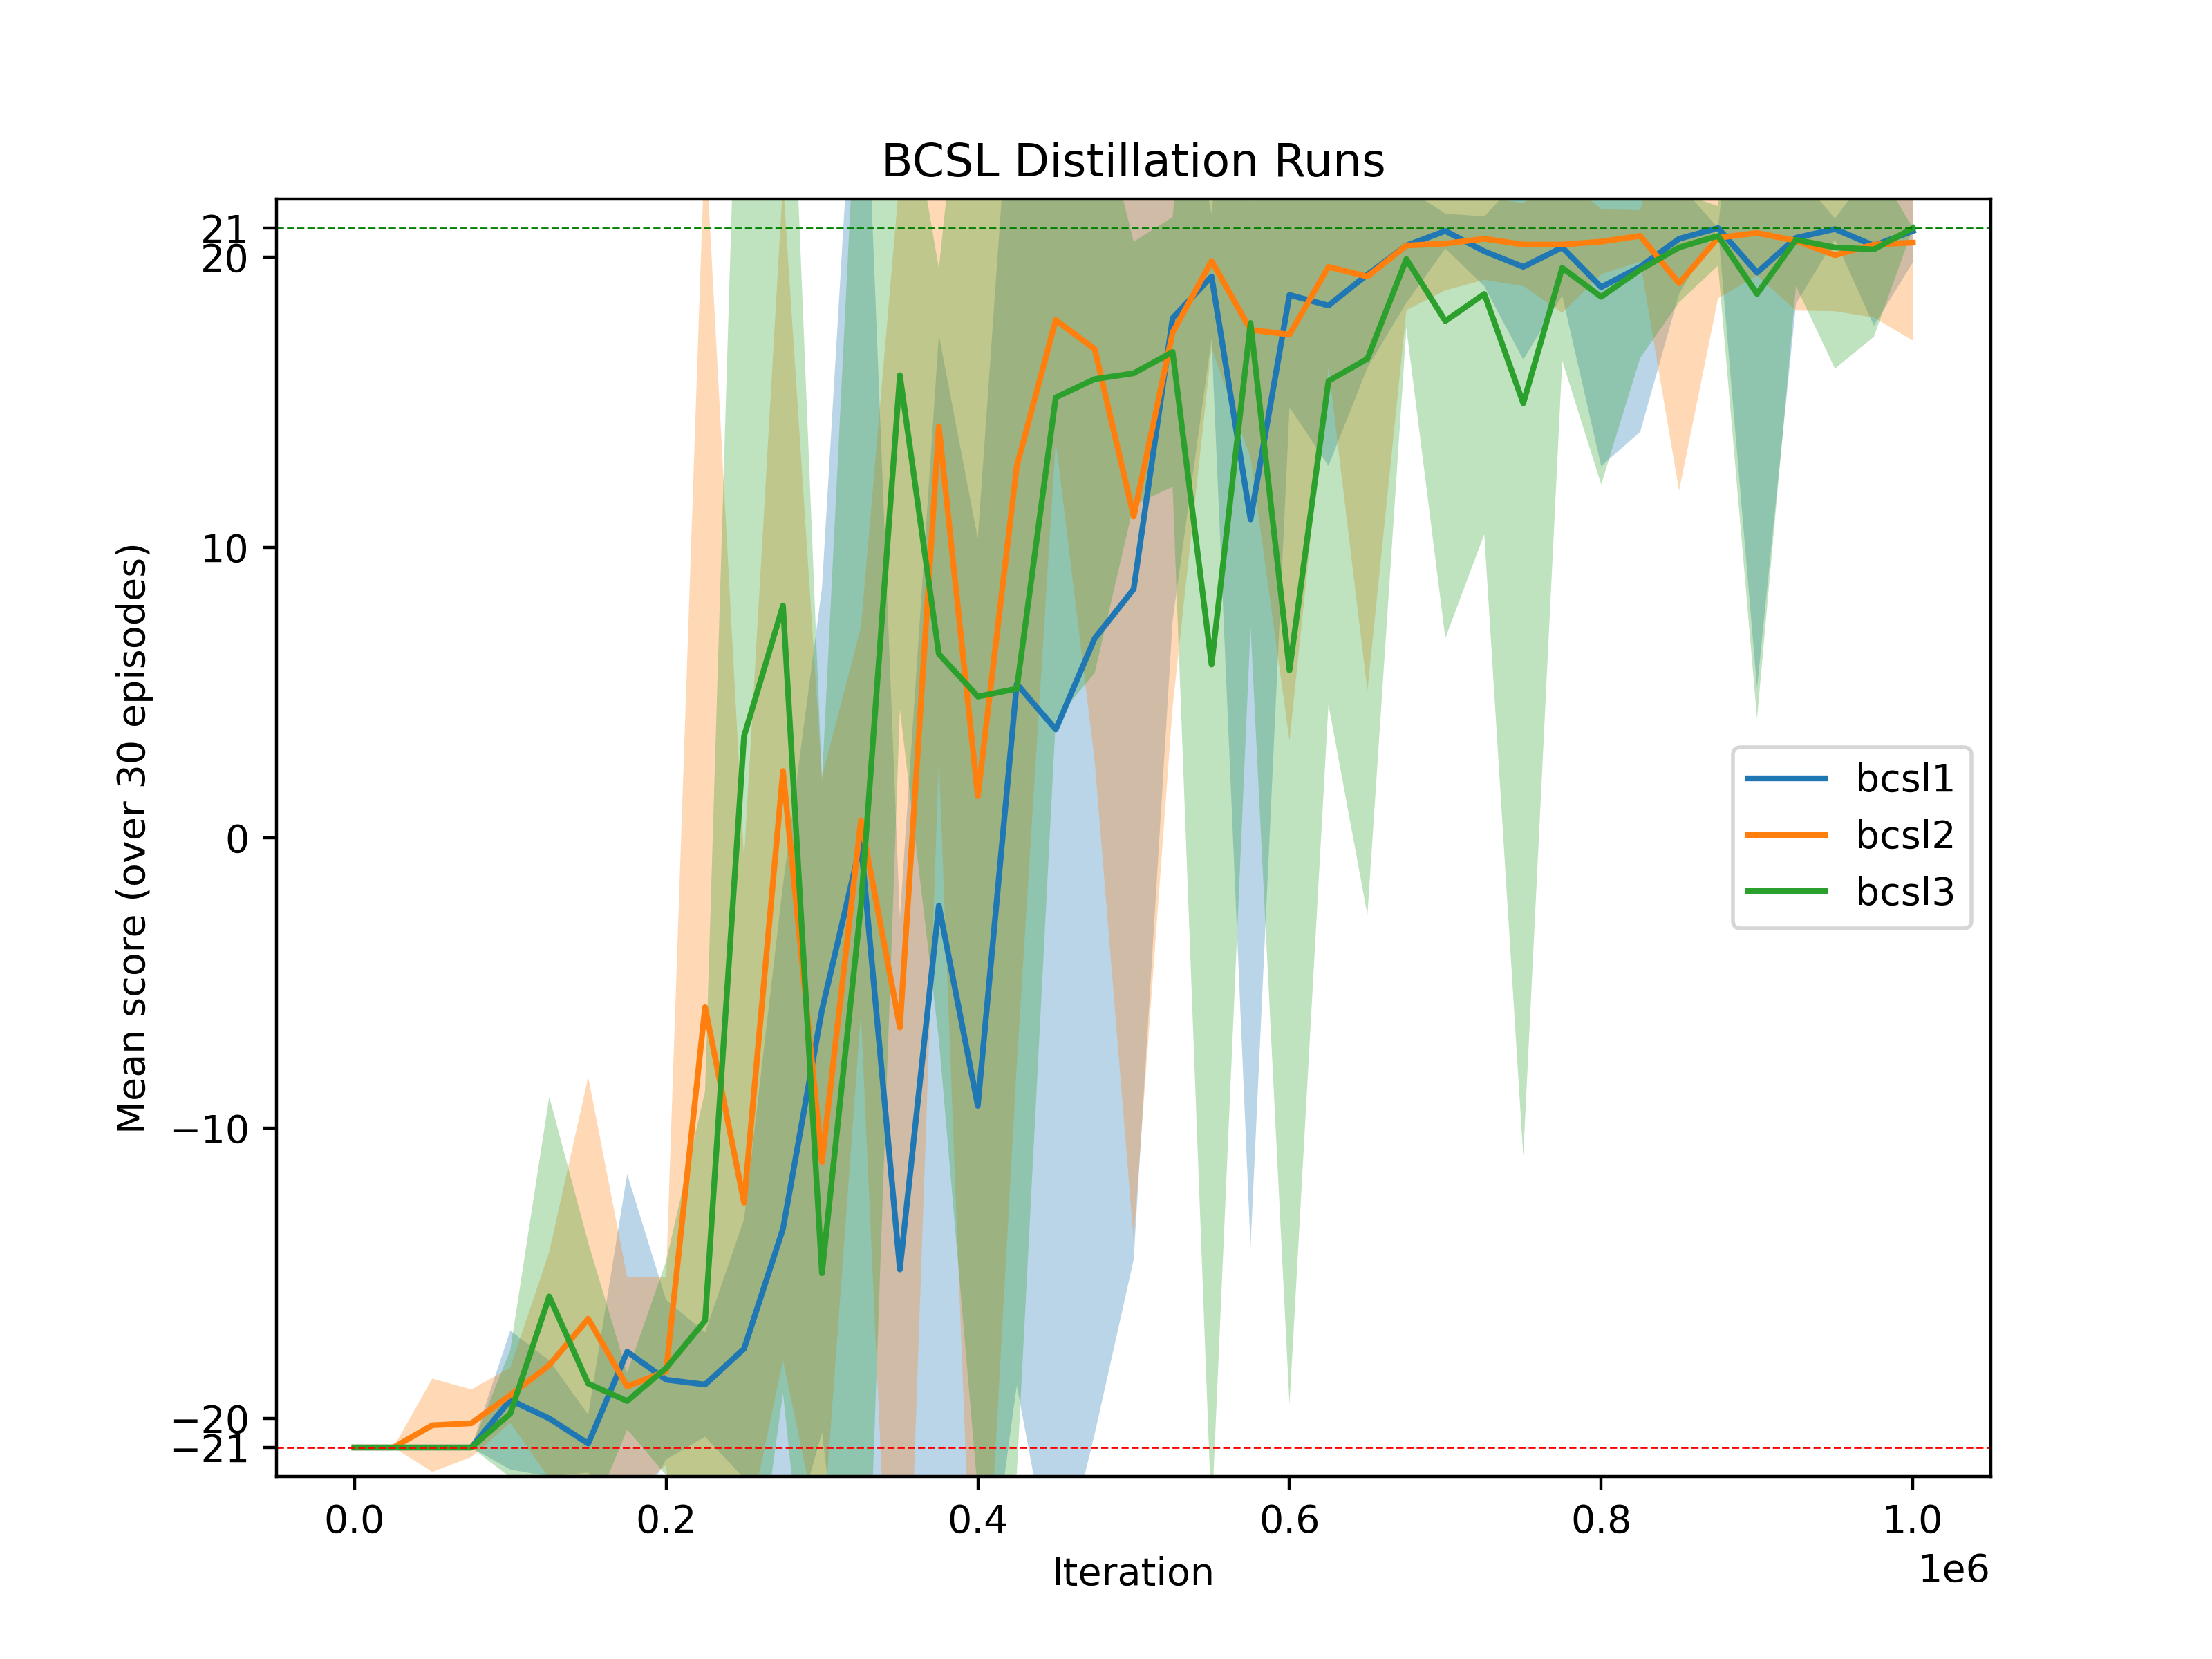 BCSL Distillation Runs
21
20
10
0
−10
−20
−21
Mean score (over 30 episodes)
bcsl1
bcsl2
bcsl3
0.0 0.2 0.4 0.6 0.8 1.0
Iteration
1e6